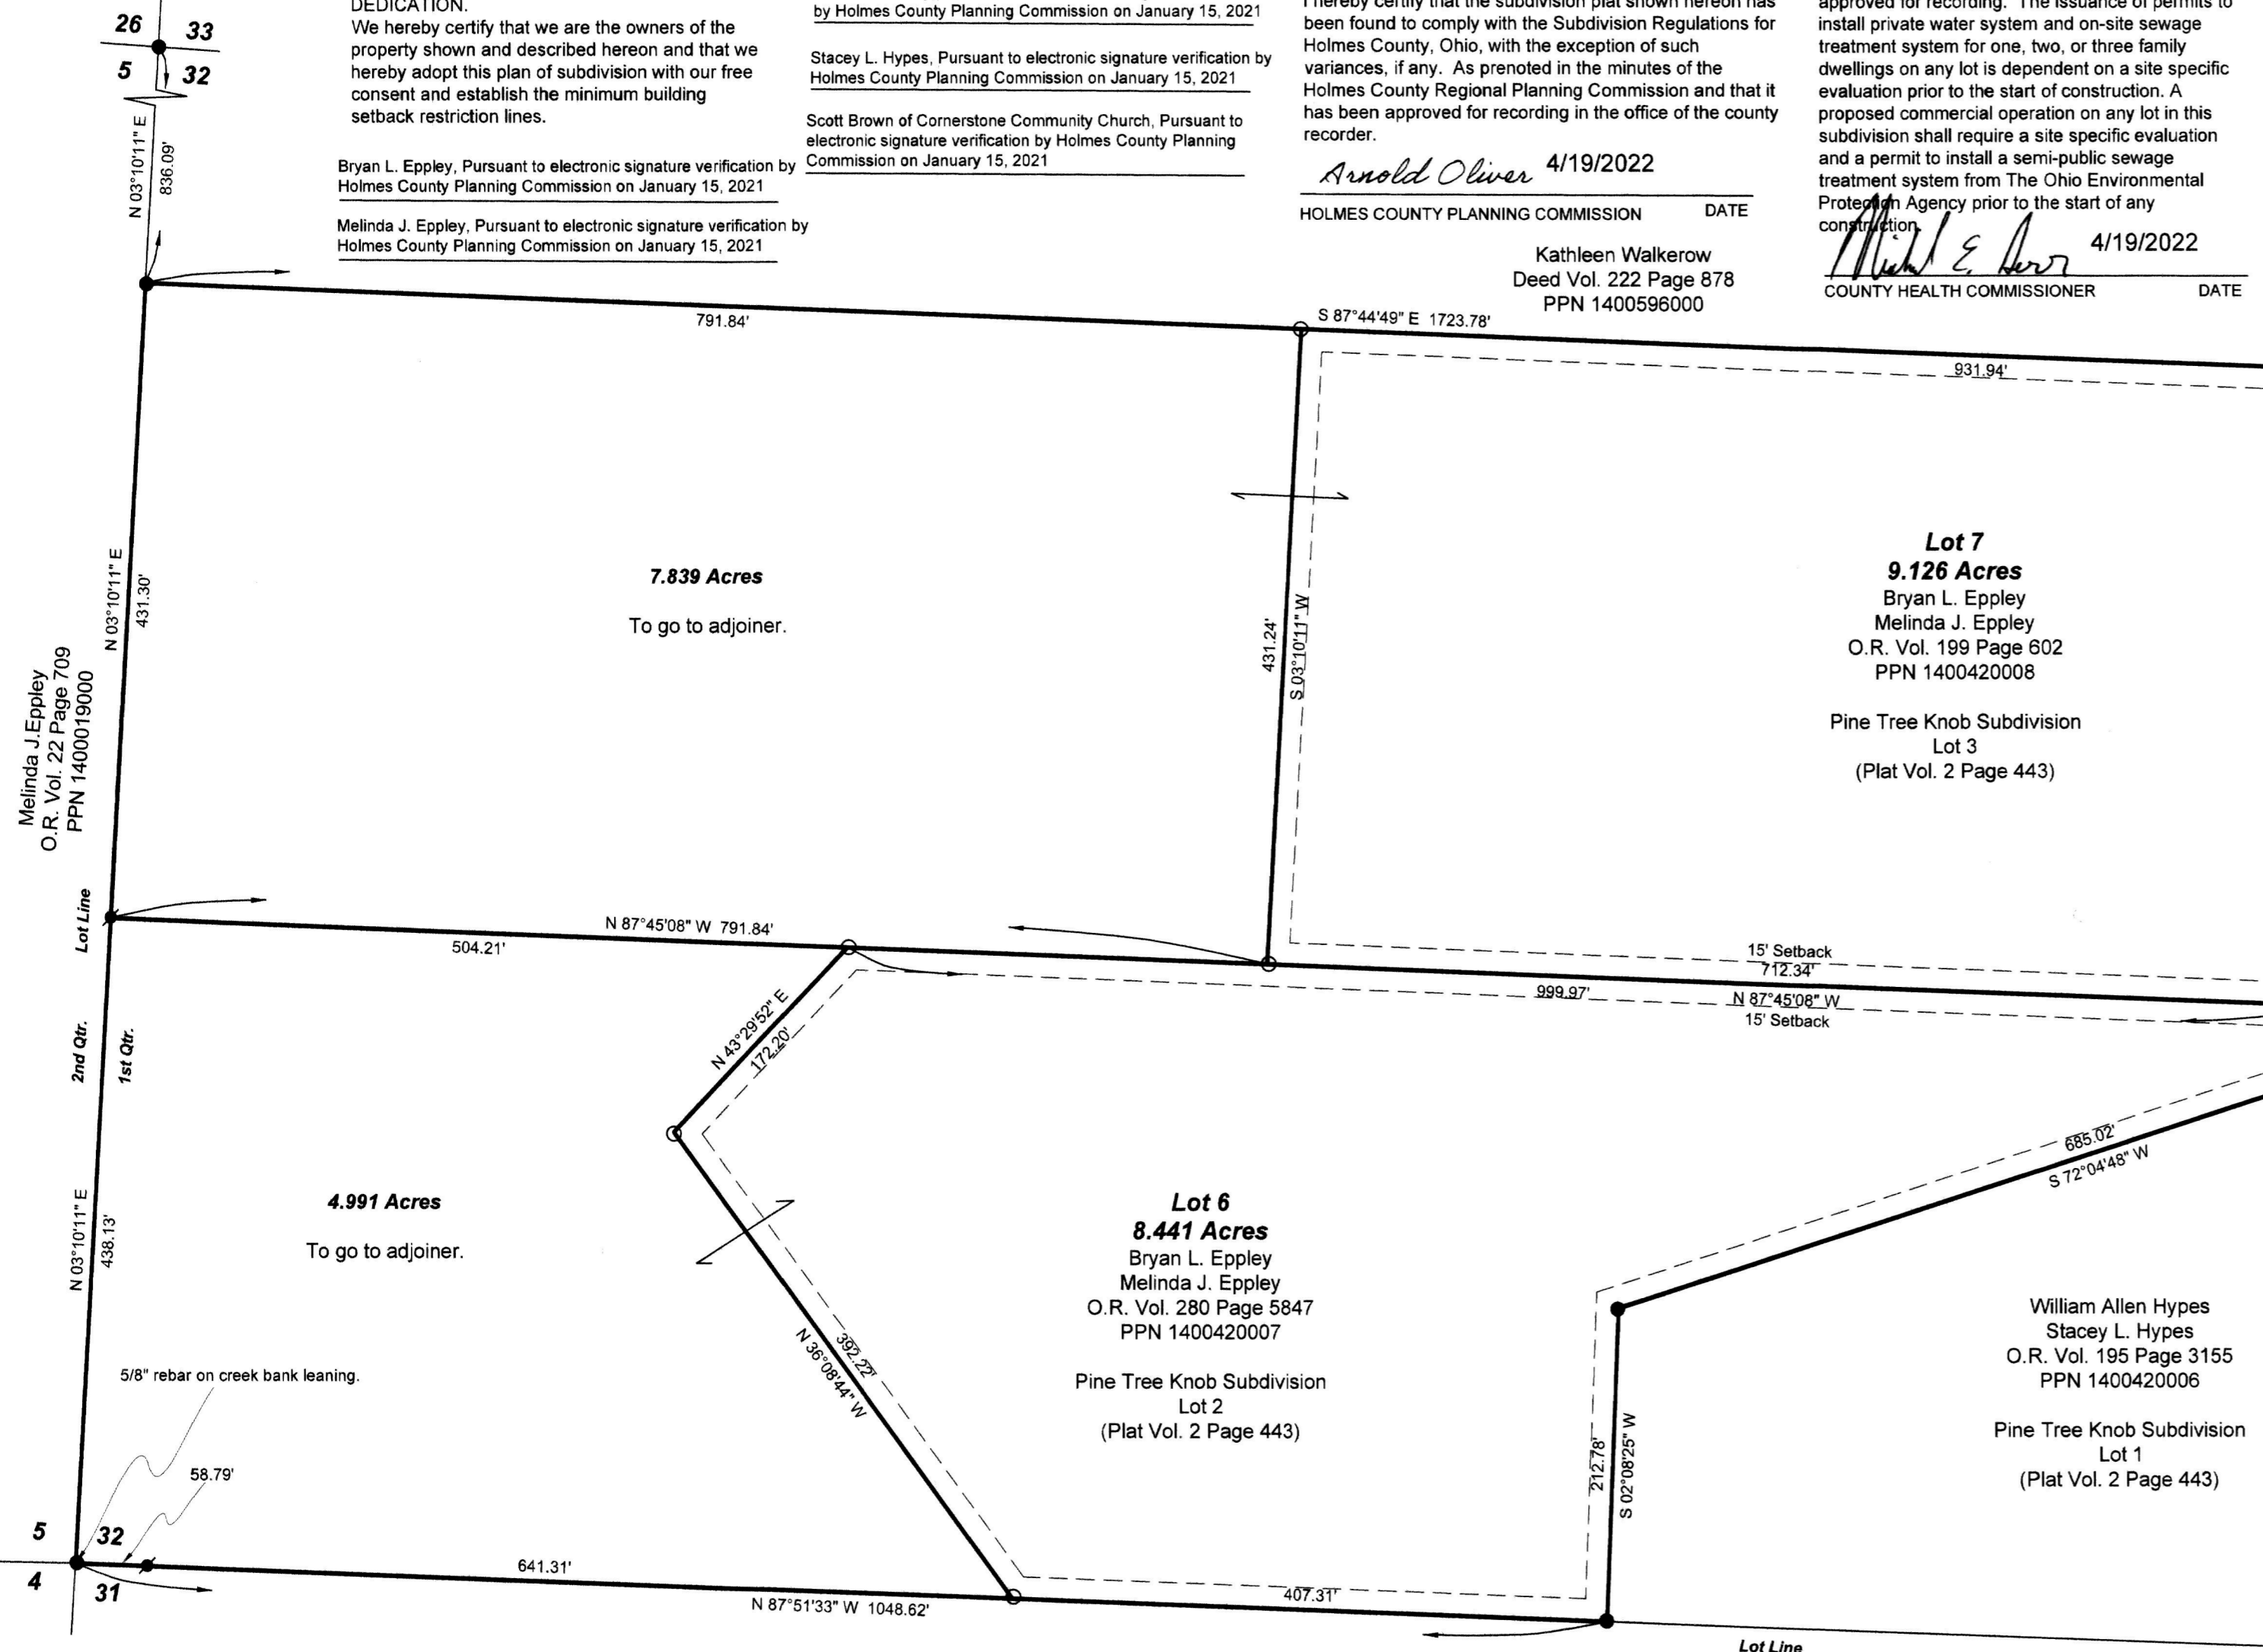 26 33
5 32
N 03°10'11" E
836.09'
DEDICATION.
We hereby certify that we are the owners of the
property shown and described hereon and that we
hereby adopt this plan of subdivision with our free
consent and establish the minimum building
setback restriction lines.
Bryan L. Eppley, Pursuant to electronic signature verification by
Holmes County Planning Commission on January 15, 2021
Melinda J. Eppley, Pursuant to electronic signature verification by
Holmes County Planning Commission on January 15, 2021
by Holmes County Planning Commission on January 15, 2021
Stacey L. Hypes, Pursuant to electronic signature verification by
Holmes County Planning Commission on January 15, 2021
Scott Brown of Cornerstone Community Church, Pursuant to
electronic signature verification by Holmes County Planning
Commission on January 15, 2021
I hereby certify that the subdivision plat shown hereon has
been found to comply with the Subdivision Regulations for
Holmes County, Ohio, with the exception of such
variances, if any. As prenoted in the minutes of the
Holmes County Regional Planning Commission and that it
has been approved for recording in the office of the county
recorder.
Arnold Oliver 4/19/2022
HOLMES COUNTY PLANNING COMMISSION DATE
approved for recording. The issuance of permits to
install private water system and on-site sewage
treatment system for one, two, or three family
dwellings on any lot is dependent on a site specific
evaluation prior to the start of construction. A
proposed commercial operation on any lot in this
subdivision shall require a site specific evaluation
and a permit to install a semi-public sewage
treatment system from The Ohio Environmental
Protection Agency prior to the start of any
construction.
4/19/2022
COUNTY HEALTH COMMISSIONER DATE
Kathleen Walkerow
Deed Vol. 222 Page 878
PPN 1400596000
791.84'
S 87°44'49" E 1723.78'
931.94'
N 03°10'11" E
431.30'
7.839 Acres
To go to adjoiner.
431.24'
S 03°10'11" W
Lot 7
9.126 Acres
Bryan L. Eppley
Melinda J. Eppley
O.R. Vol. 199 Page 602
PPN 1400420008
Pine Tree Knob Subdivision
Lot 3
(Plat Vol. 2 Page 443)
Melinda J.Eppley
O.R. Vol. 22 Page 709
PPN 1400019000
Lot Line
2nd Qtr.
1st Qtr.
N 87°45'08" W 791.84'
504.21'
15' Setback
712.34'
999.97'
N 87°45'08" W
15' Setback
N 43°29'52" E
172.20'
685.02'
S 72°04'48" W
N 03°10'11" E
438.13'
4.991 Acres
To go to adjoiner.
N 36°08'44" W
392.22'
Lot 6
8.441 Acres
Bryan L. Eppley
Melinda J. Eppley
O.R. Vol. 280 Page 5847
PPN 1400420007
Pine Tree Knob Subdivision
Lot 2
(Plat Vol. 2 Page 443)
William Allen Hypes
Stacey L. Hypes
O.R. Vol. 195 Page 3155
PPN 1400420006
Pine Tree Knob Subdivision
Lot 1
(Plat Vol. 2 Page 443)
212.78'
S 02°08'25" W
5/8" rebar on creek bank leaning.
58.79'
5 32
4 31
641.31'
N 87°51'33" W 1048.62'
407.31'
Lot Line